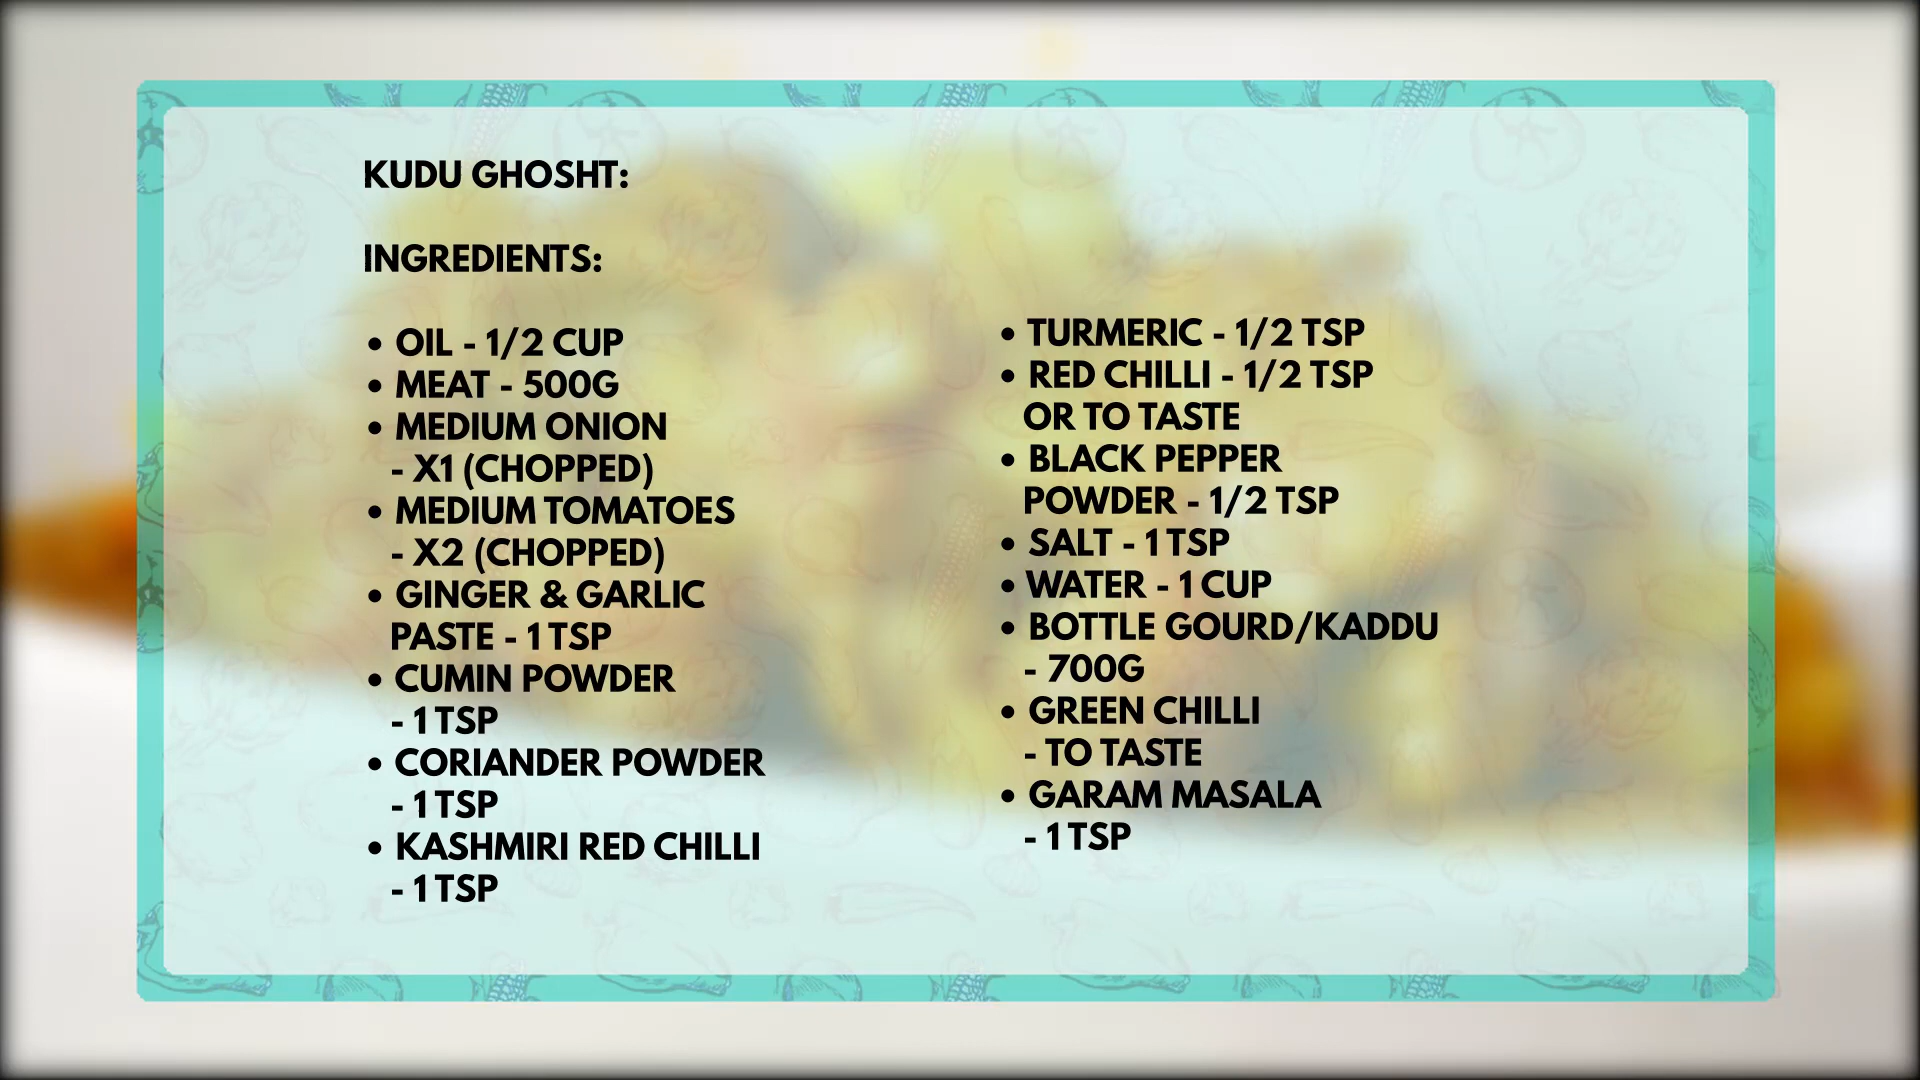 KUDU GHOSHT:
INGREDIENTS:
• OIL - 1/2 CUP
• MEAT - 500G
• MEDIUM ONION
- X1 (CHOPPED)
• MEDIUM TOMATOES
- X2 (CHOPPED)
• GINGER & GARLIC
PASTE - 1 TSP
• CUMIN POWDER
- 1 TSP
• CORIANDER POWDER
- 1 TSP
• KASHMIRI RED CHILLI
- 1 TSP
• TURMERIC - 1/2 TSP
• RED CHILLI - 1/2 TSP
OR TO TASTE
• BLACK PEPPER
POWDER - 1/2 TSP
• SALT - 1 TSP
• WATER - 1 CUP
• BOTTLE GOURD/KADDU
- 700G
• GREEN CHILLI
- TO TASTE
• GARAM MASALA
- 1 TSP